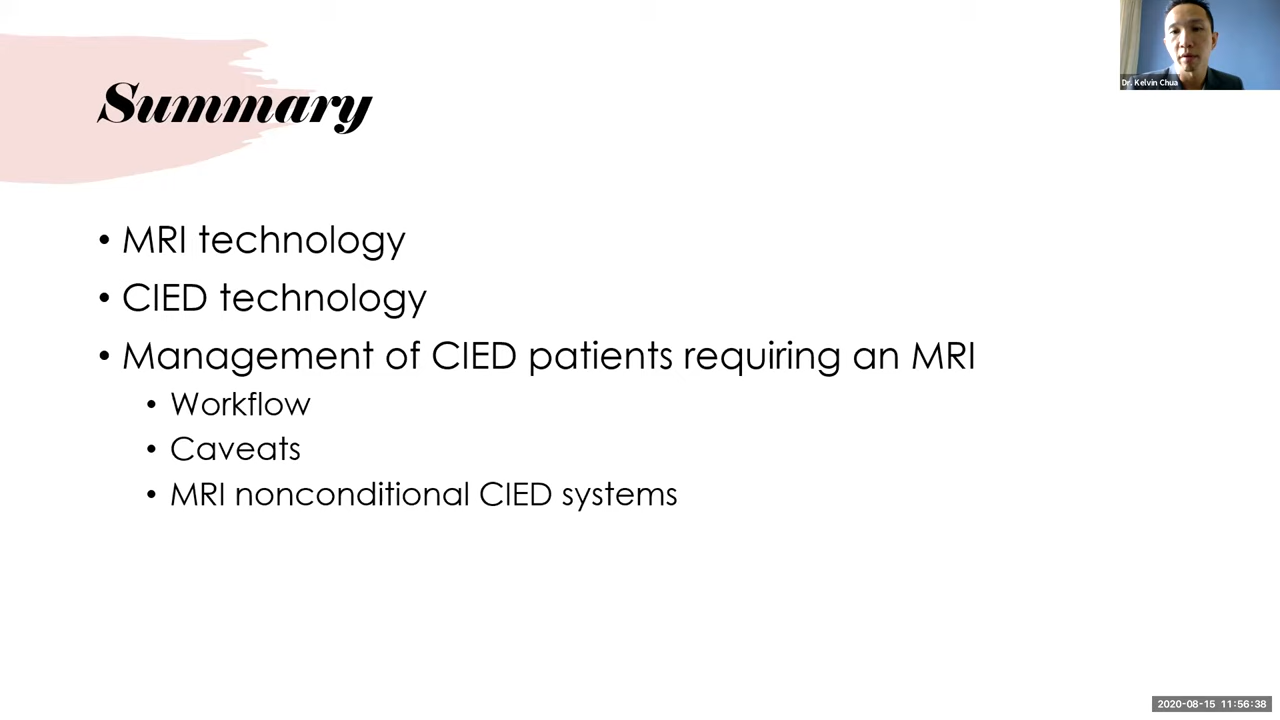 Dr. Kelvin Chua
Summary
• MRI technology
• CIED technology
• Management of CIED patients requiring an MRI
• Workflow
• Caveats
• MRI nonconditional CIED systems
2020-08-15 11:56:38